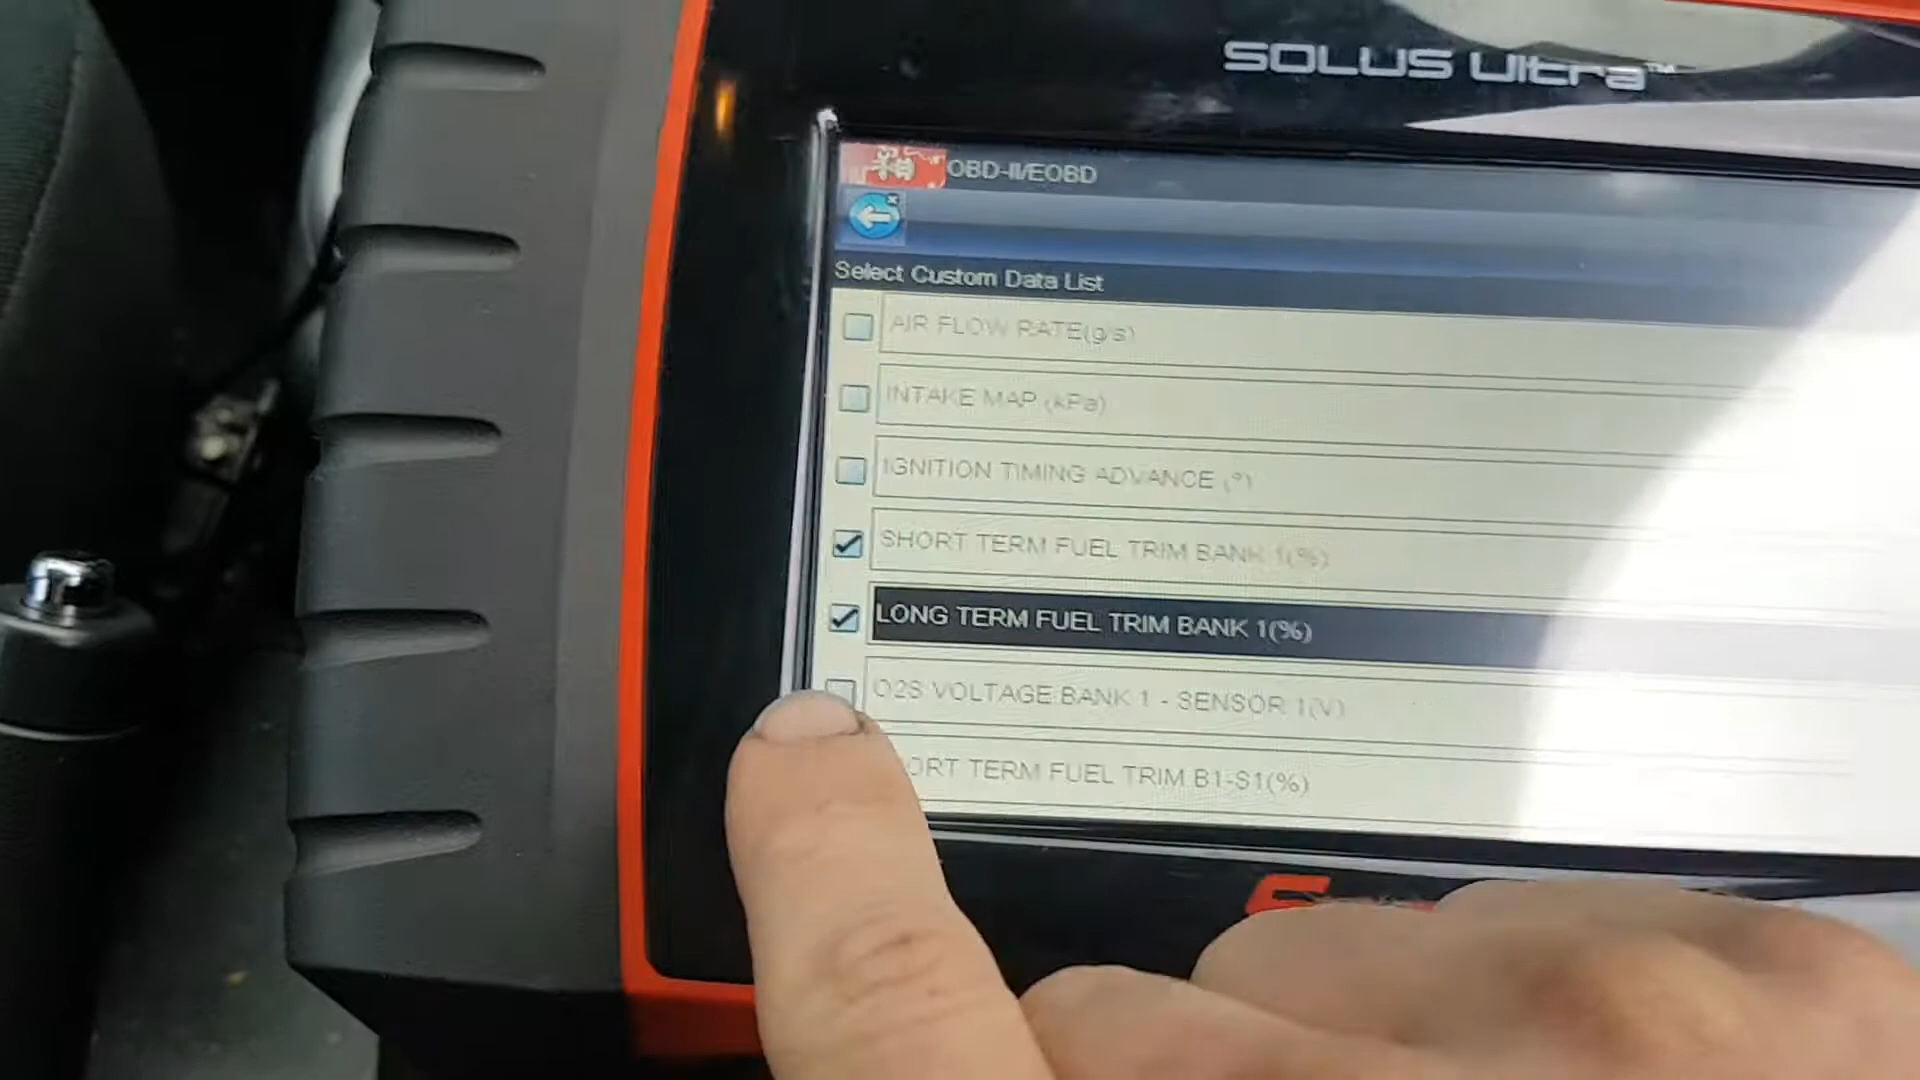 SOLUS Ultra™
OBD-II/EOBD
Select Custom Data List
AIR FLOW RATE(g/s)
INTAKE MAP (kPa)
IGNITION TIMING ADVANCE (°)
SHORT TERM FUEL TRIM BANK 1(%)
LONG TERM FUEL TRIM BANK 1(%)
O2S VOLTAGE BANK 1 - SENSOR 1(V)
ORT TERM FUEL TRIM B1-S1(%)